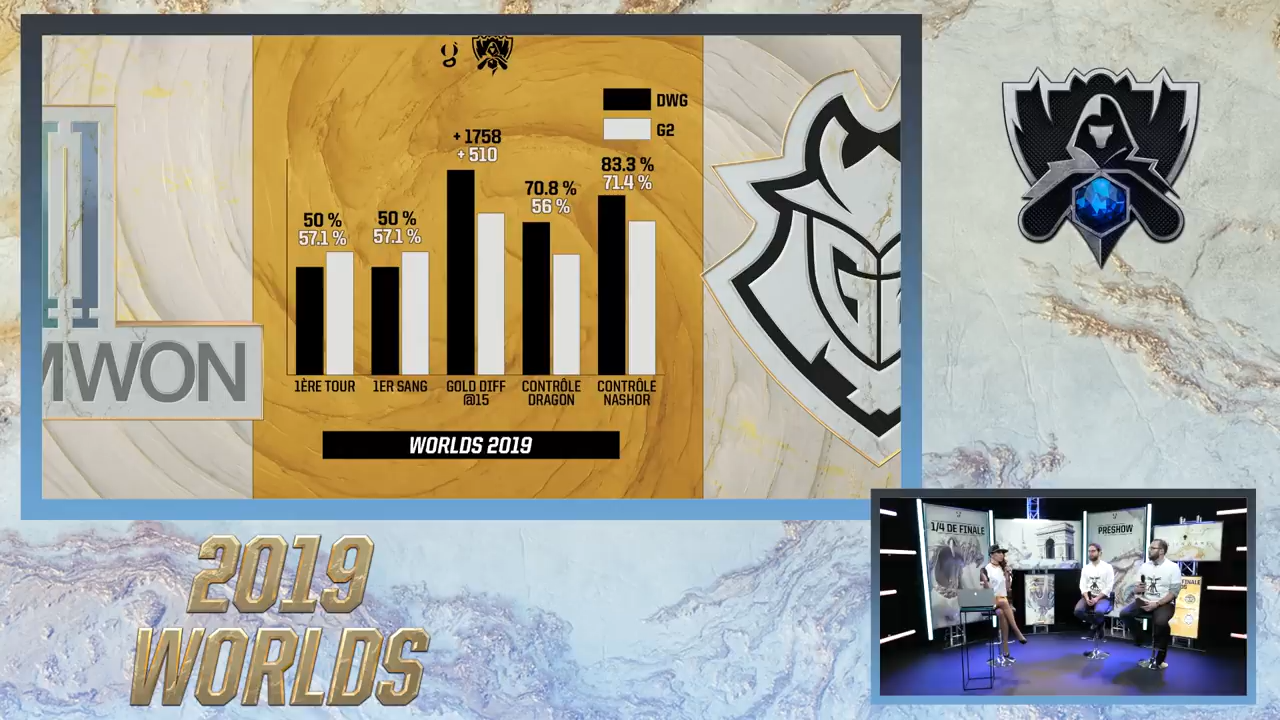 DWG
G2
+ 1758
+ 510
83.3 %
71.4 %
70.8 %
56 %
50 %
57.1 %
50 %
57.1 %
MWON
1ÈRE TOUR
1ER SANG
GOLD DIFF
@15
CONTRÔLE
DRAGON
CONTRÔLE
NASHOR
WORLDS 2019
2019
WORLDS
1/4 DE FINALE
PRESHOW
FINALE